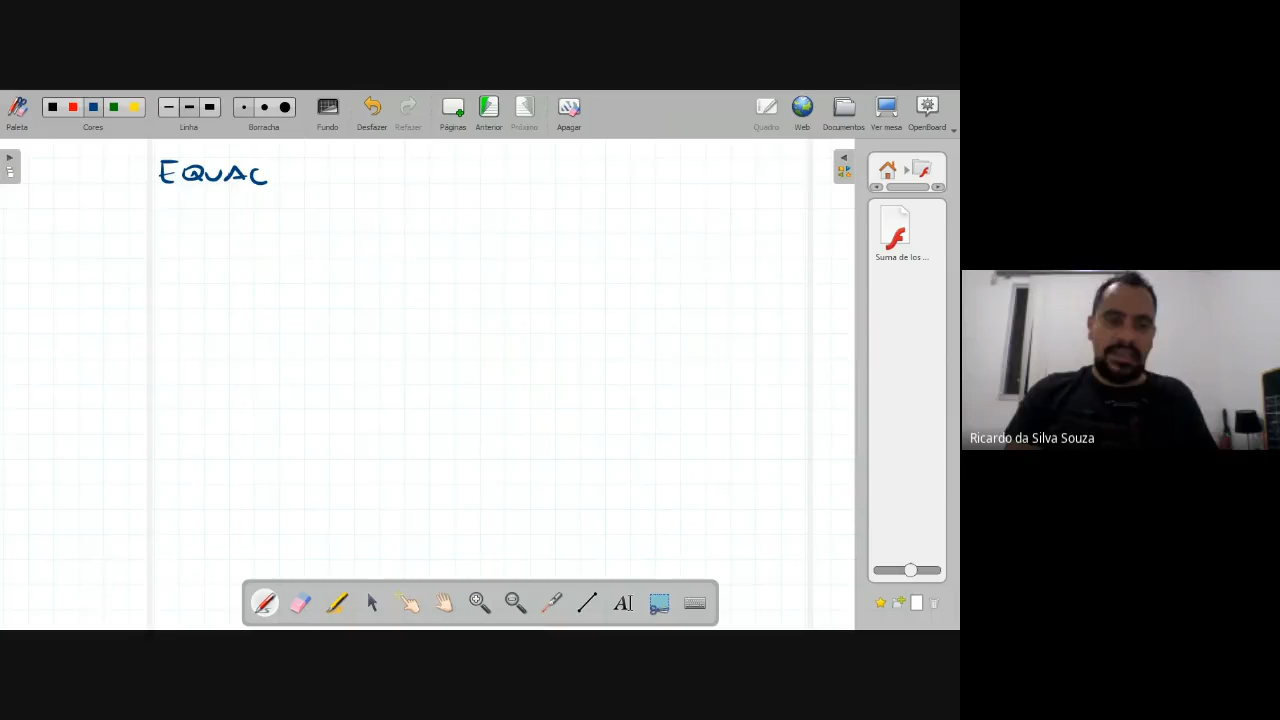 Paleta
Cores
Linha
Borracha
Fundo
Desfazer
Refazer
Páginas
Anterior
Próximo
Apagar
Quadro
Web
Documentos
Ver mesa
OpenBoard
EQUAC
Suma de los ...
AI
Ricardo da Silva Souza